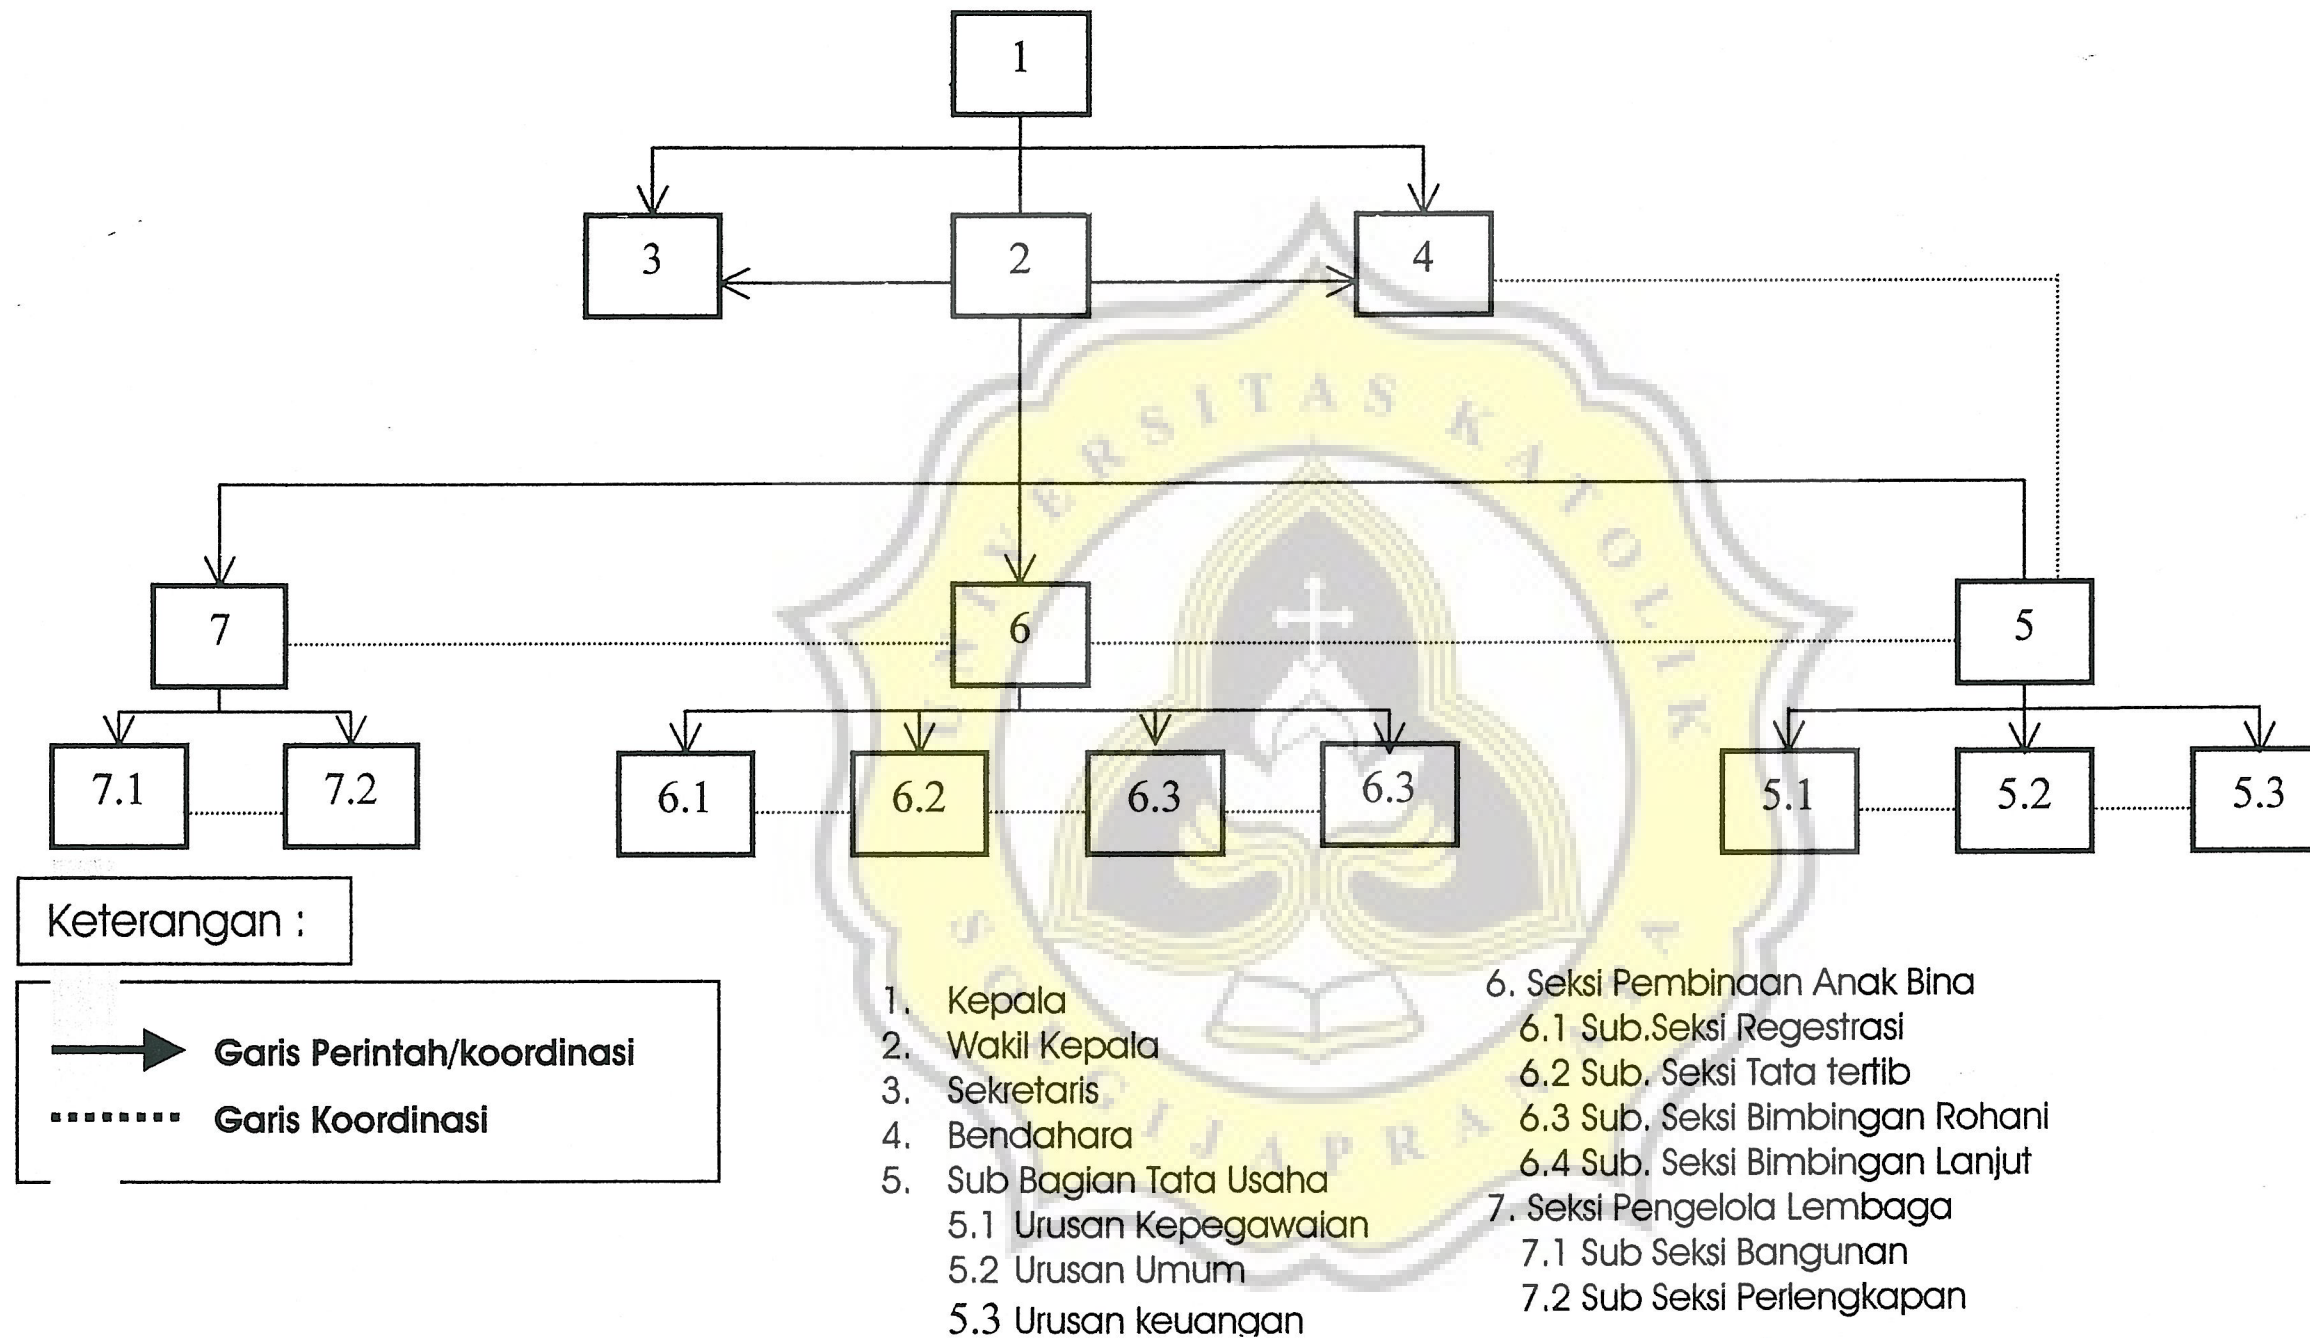 1
3
2
4
7
6
5
7.1
7.2
6.1
6.2
6.3
6.3
5.1
5.2
5.3
Keterangan :
Garis Perintah/koordinasi
Garis Koordinasi
1. Kepala
2. Wakil Kepala
3. Sekretaris
4. Bendahara
5. Sub Bagian Tata Usaha
5.1 Urusan Kepegawaian
5.2 Urusan Umum
5.3 Urusan keuangan
6. Seksi Pembinaan Anak Bina
6.1 Sub.Seksi Regestrasi
6.2 Sub. Seksi Tata tertib
6.3 Sub. Seksi Bimbingan Rohani
6.4 Sub. Seksi Bimbingan Lanjut
7. Seksi Pengelola Lembaga
7.1 Sub Seksi Bangunan
7.2 Sub Seksi Perlengkapan
UNIVERSITAS KATOLIK
SOEGIJAPRANATA